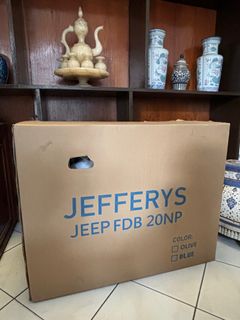 JEFFERYS
JEEP FDB 20NP
COLOR:
OLIVE
BLUE